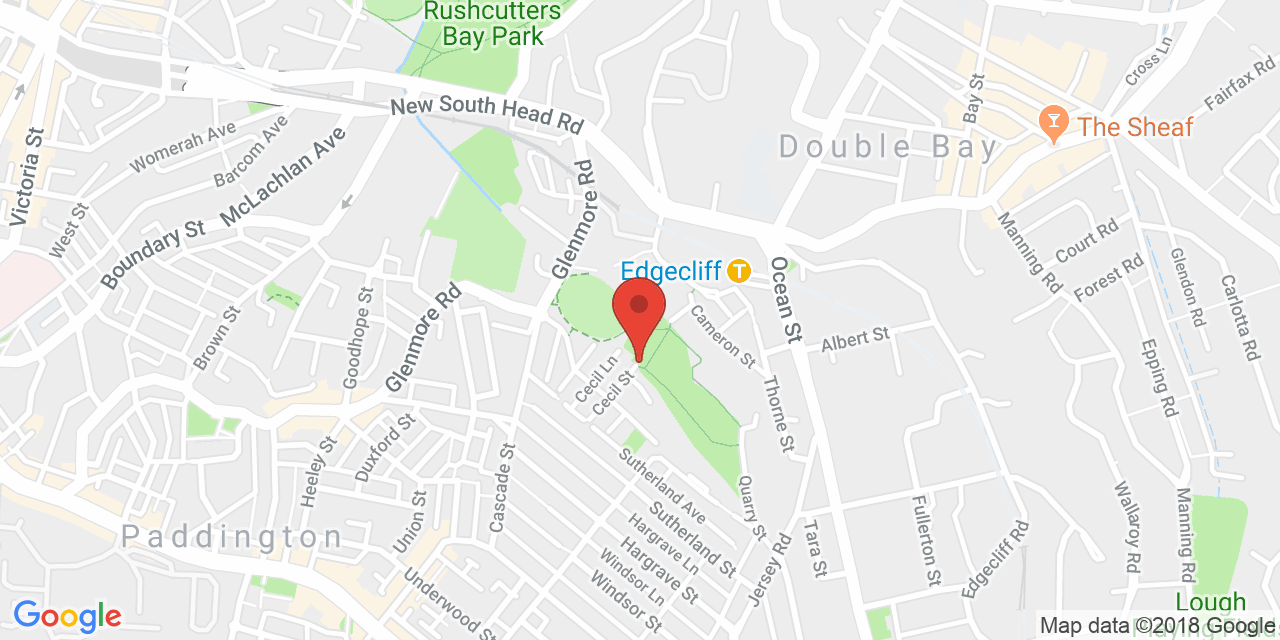 Rushcutters
Bay Park
New South Head Rd
Cross Ln
Fairfax Rd
Bay St
The Sheaf
Double Bay
Womerah Ave
Barcom Ave
McLachlan Ave
Victoria St
West St
Boundary St
Glenmore Rd
Edgecliff
T
Ocean St
Manning Rd
Court Rd
Forest Rd
Glendon Rd
Carlotta Rd
Brown St
Goodhope St
Glenmore Rd
Cameron St
Albert St
Epping Rd
Cecil Ln
Cecil St
Thorne St
Duxford St
Heeley St
Cascade St
Union St
Sutherland Ave
Sutherland St
Hargrave Ln
Hargrave St
Windsor Ln
Windsor St
Quarry St
Jersey Rd
Tara St
Fullerton St
Edgecliff Rd
Wallaroy Rd
Manning Rd
Paddington
Underwood St
Lough
Google
Map data ©2018 Google